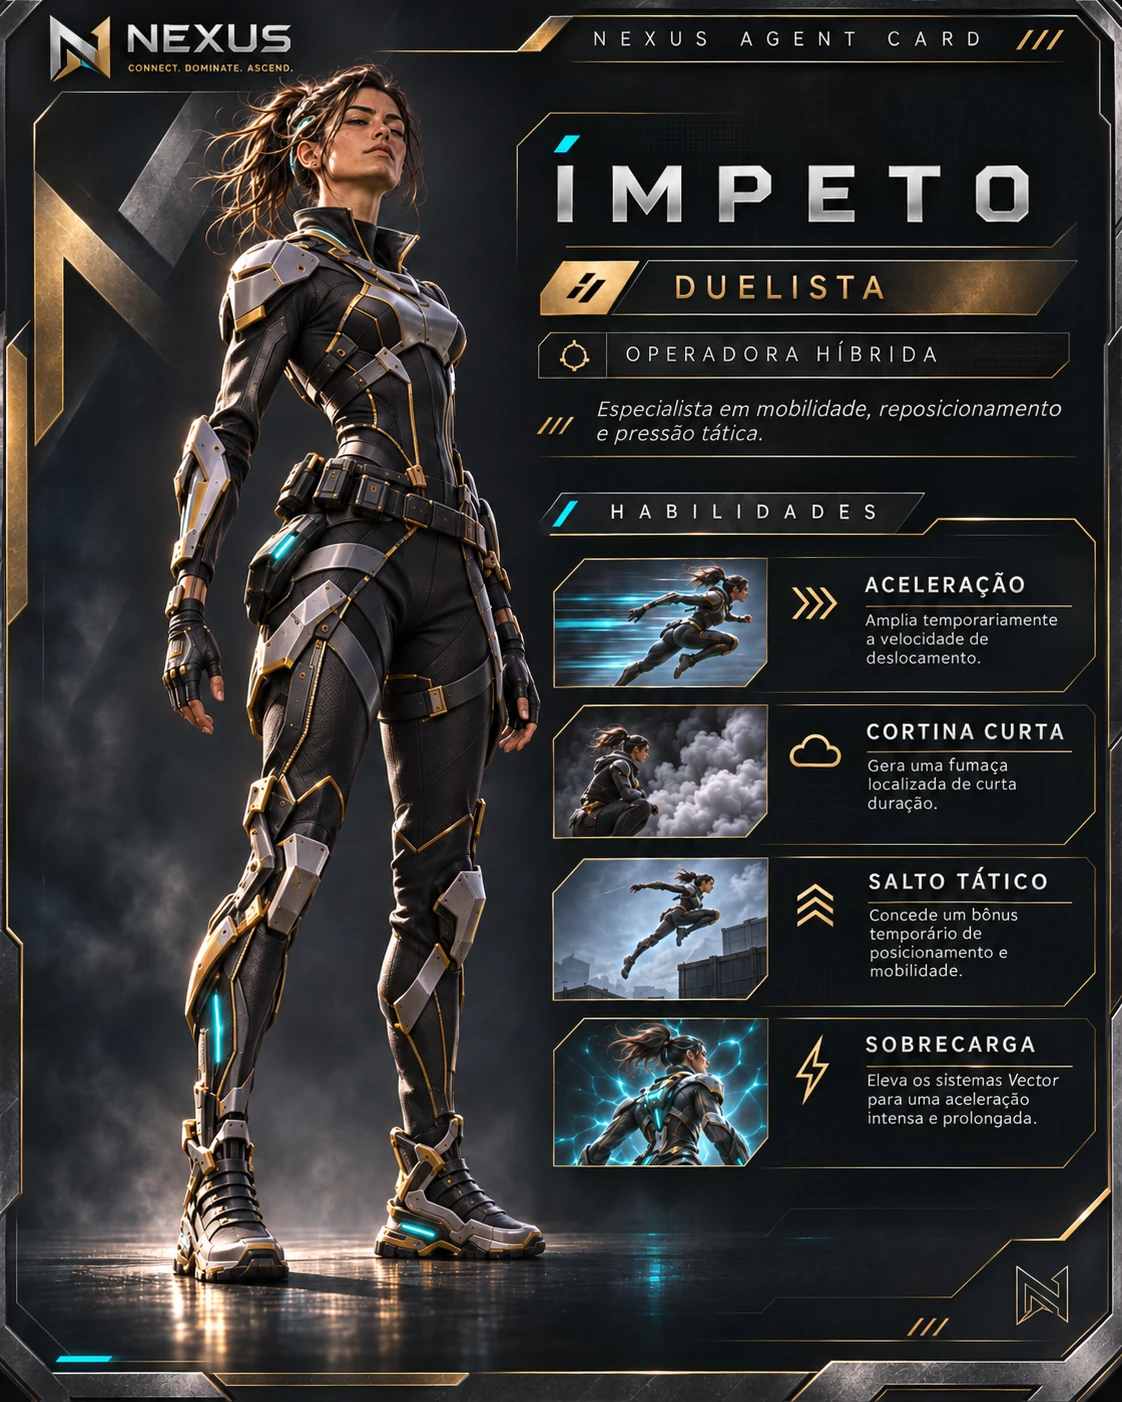 NEXUS
CONNECT. DOMINATE. ASCEND.
NEXUS AGENT CARD
ÍMPETO
DUELISTA
OPERADORA HÍBRIDA
Especialista em mobilidade, reposicionamento
e pressão tática.
HABILIDADES
ACELERAÇÃO
Amplia temporariamente
a velocidade de
deslocamento.
CORTINA CURTA
Gera uma fumaça
localizada de curta
duração.
SALTO TÁTICO
Concede um bônus
temporário de
posicionamento e
mobilidade.
SOBRECARGA
Eleva os sistemas Vector
para uma aceleração
intensa e prolongada.